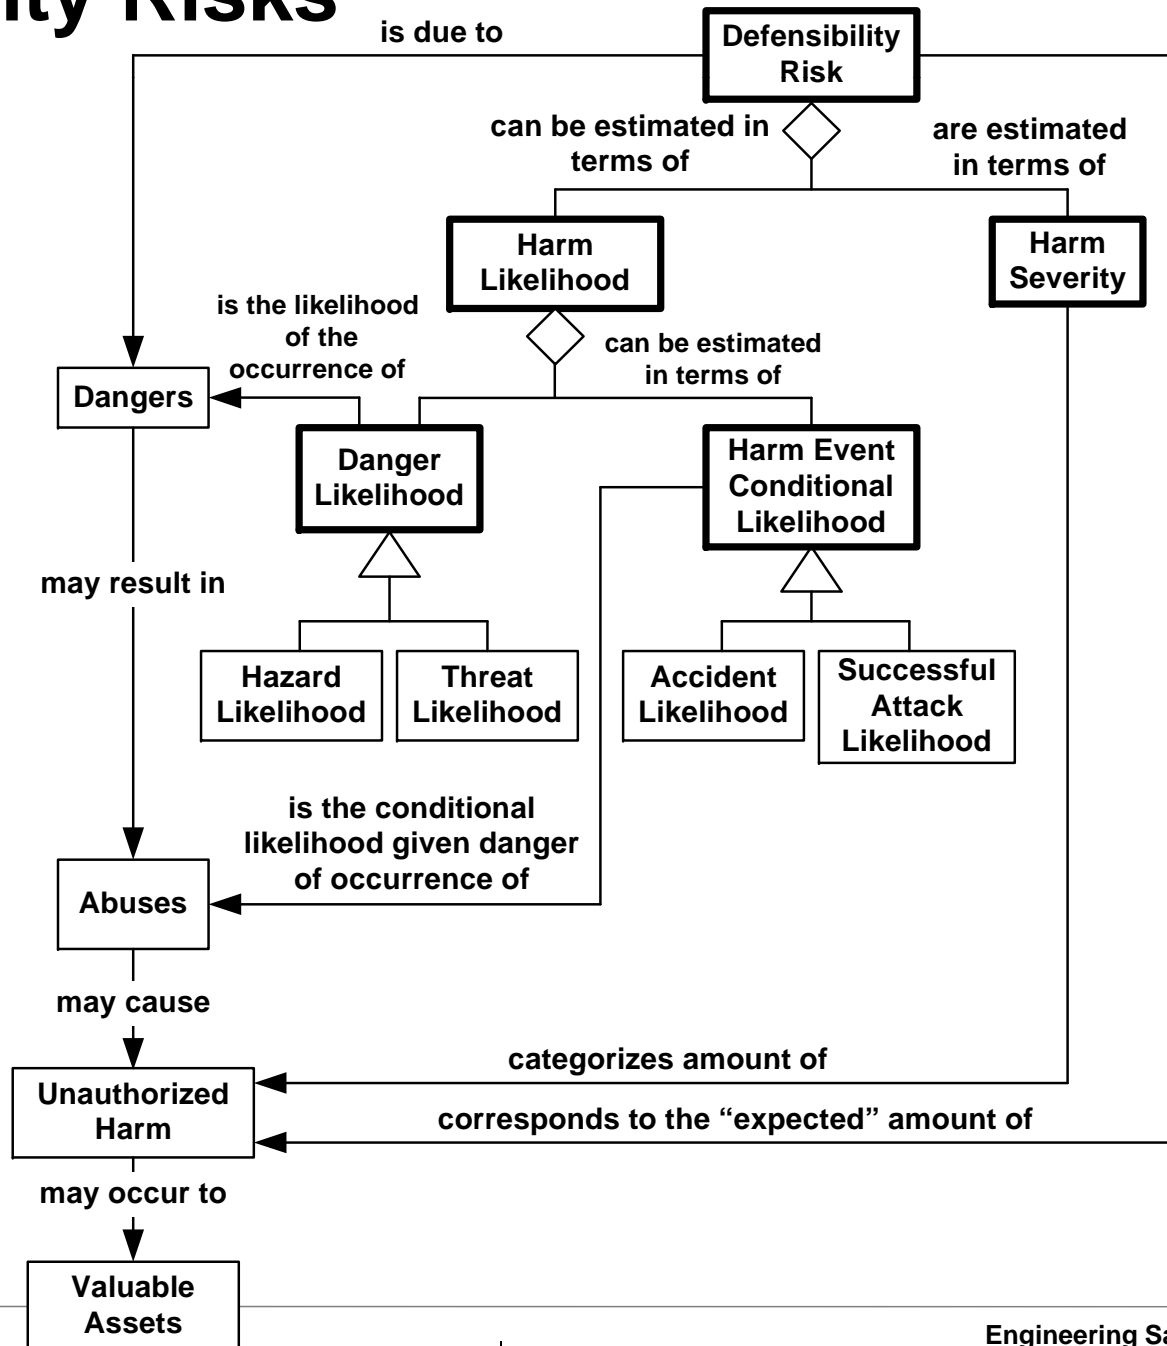 ity Risks
is due to
Defensibility
Risk
can be estimated in
terms of
are estimated
in terms of
Harm
Likelihood
Harm
Severity
is the likelihood
of the
occurrence of
can be estimated
in terms of
Dangers
Danger
Likelihood
Harm Event
Conditional
Likelihood
may result in
Hazard
Likelihood
Threat
Likelihood
Accident
Likelihood
Successful
Attack
Likelihood
is the conditional
likelihood given danger
of occurrence of
Abuses
may cause
categorizes amount of
Unauthorized
Harm
corresponds to the “expected” amount of
may occur to
Valuable
Assets
Engineering Sa